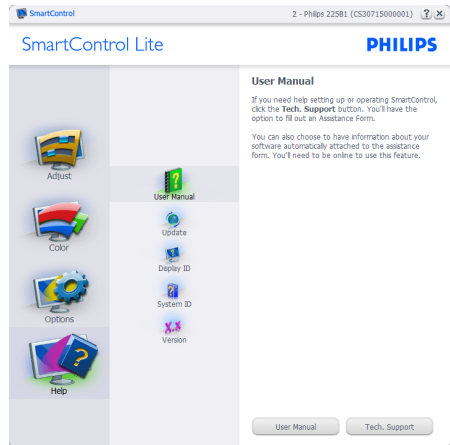 SmartControl
2 - Philips 225B1 (CS30715000001)
? X
SmartControl Lite
PHILIPS
Adjust
Color
Options
Help
User Manual
Update
Display ID
System ID
X.X
Version
User Manual
If you need help setting up or operating SmartControl,
click the Tech. Support button. You'll have the
option to fill out an Assistance Form.
You can also choose to have information about your
software automatically attached to the assistance
form. You'll need to be online to use this feature.
User Manual
Tech. Support